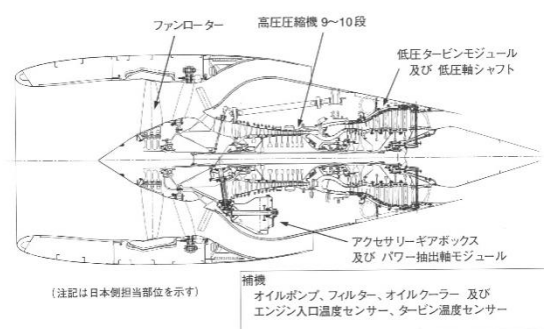 ファンローター
高圧圧縮機 9〜10段
低圧タービンモジュール
及び 低圧軸シャフト
アクセサリーギアボックス
及び パワー抽出軸モジュール
(注記は日本側担当部位を示す)
補機
オイルポンプ、フィルター、オイルクーラー 及び
エンジン入口温度センサー、タービン温度センサー